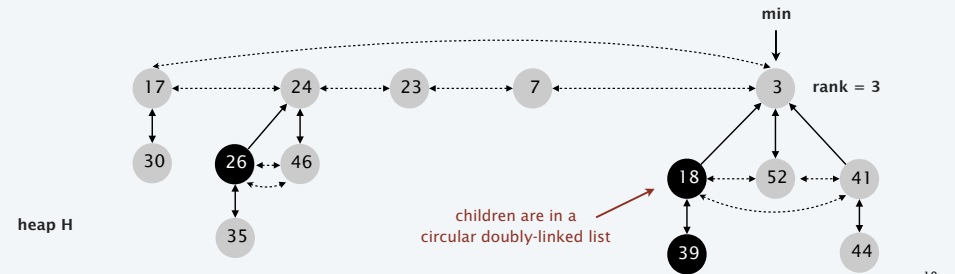 min
17
24
23
7
3
rank = 3
30
26
46
18
52
41
children are in a
circular doubly-linked list
heap H
35
39
44